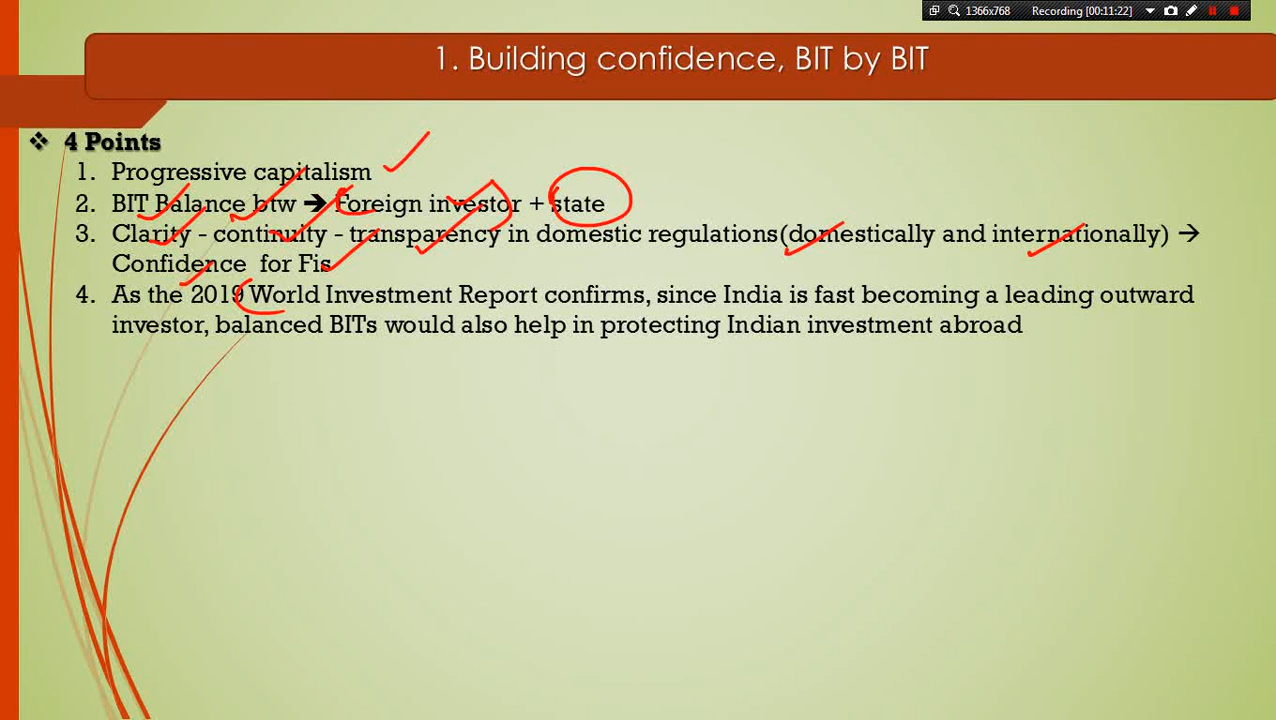 1366x768 Recording [00:11:22]
1. Building confidence, BIT by BIT
❖ 4 Points
1. Progressive capitalism
2. BIT Balance btw ➔ Foreign investor + state
3. Clarity - continuity - transparency in domestic regulations(domestically and internationally) →
Confidence for Fis
4. As the 2019 World Investment Report confirms, since India is fast becoming a leading outward
investor, balanced BITs would also help in protecting Indian investment abroad